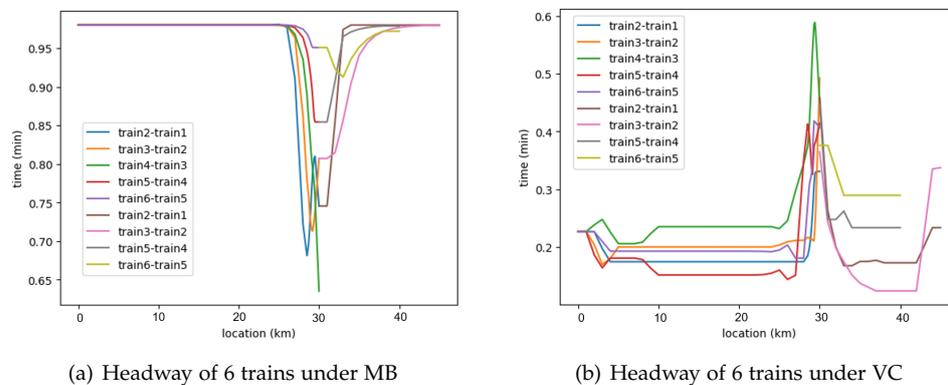 0.95
0.90
0.85
0.80
0.75
0.70
0.65
time (min)
train2-train1
train3-train2
train4-train3
train5-train4
train6-train5
train2-train1
train3-train2
train5-train4
train6-train5
0 10 20 30 40
location (km)
(a) Headway of 6 trains under MB
0.6
0.5
0.4
0.3
0.2
time (min)
train2-train1
train3-train2
train4-train3
train5-train4
train6-train5
train2-train1
train3-train2
train5-train4
train6-train5
0 10 20 30 40
location (km)
(b) Headway of 6 trains under VC